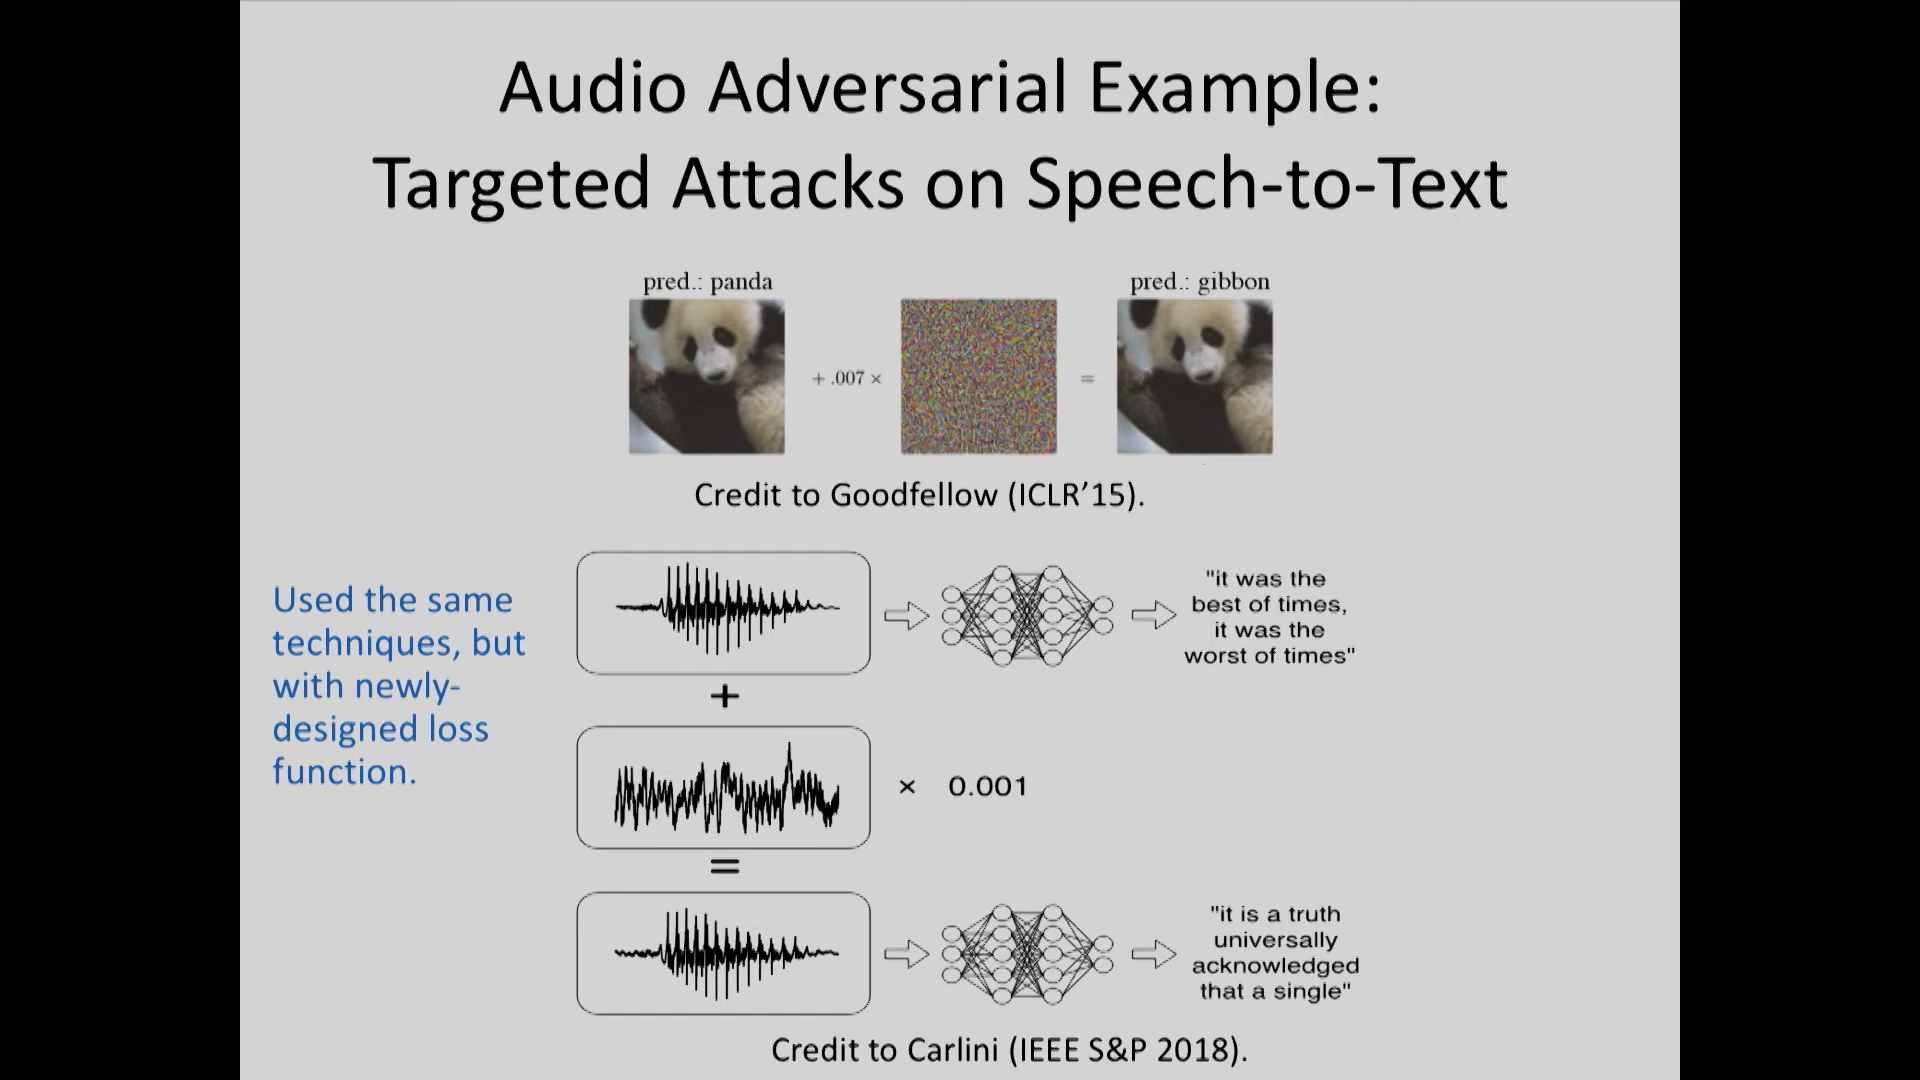 Audio Adversarial Example:
Targeted Attacks on Speech-to-Text
pred.: panda
pred.: gibbon
+ .007 ×
=
Credit to Goodfellow (ICLR’15).
Used the same
techniques, but
with newly-
designed loss
function.
"it was the
best of times,
it was the
worst of times"
+
× 0.001
=
"it is a truth
universally
acknowledged
that a single"
Credit to Carlini (IEEE S&P 2018).